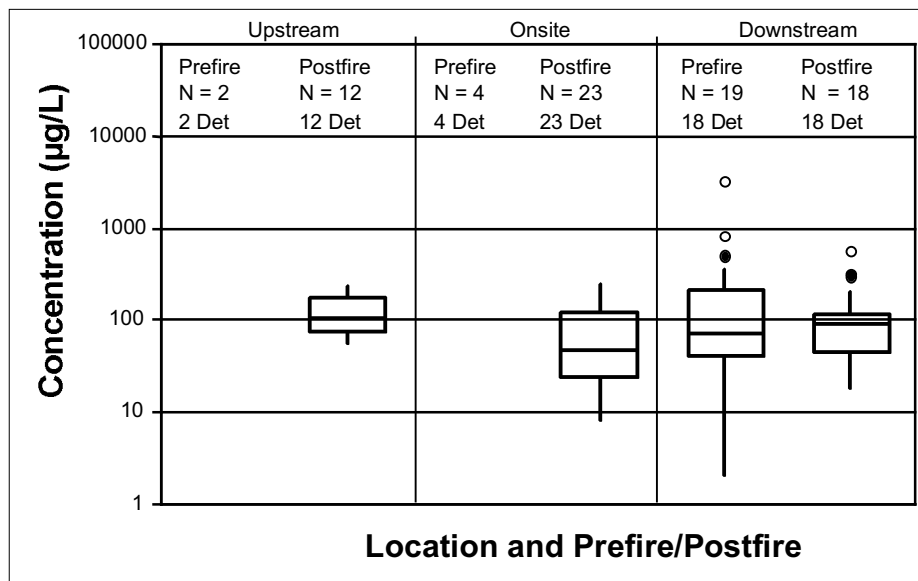 Upstream Onsite Downstream
Prefire Postfire Prefire Postfire Prefire Postfire
N = 2 N = 12 N = 4 N = 23 N = 19 N = 18
2 Det 12 Det 4 Det 23 Det 18 Det 18 Det
Concentration (µg/L)
100000
10000
1000
100
10
1
Location and Prefire/Postfire